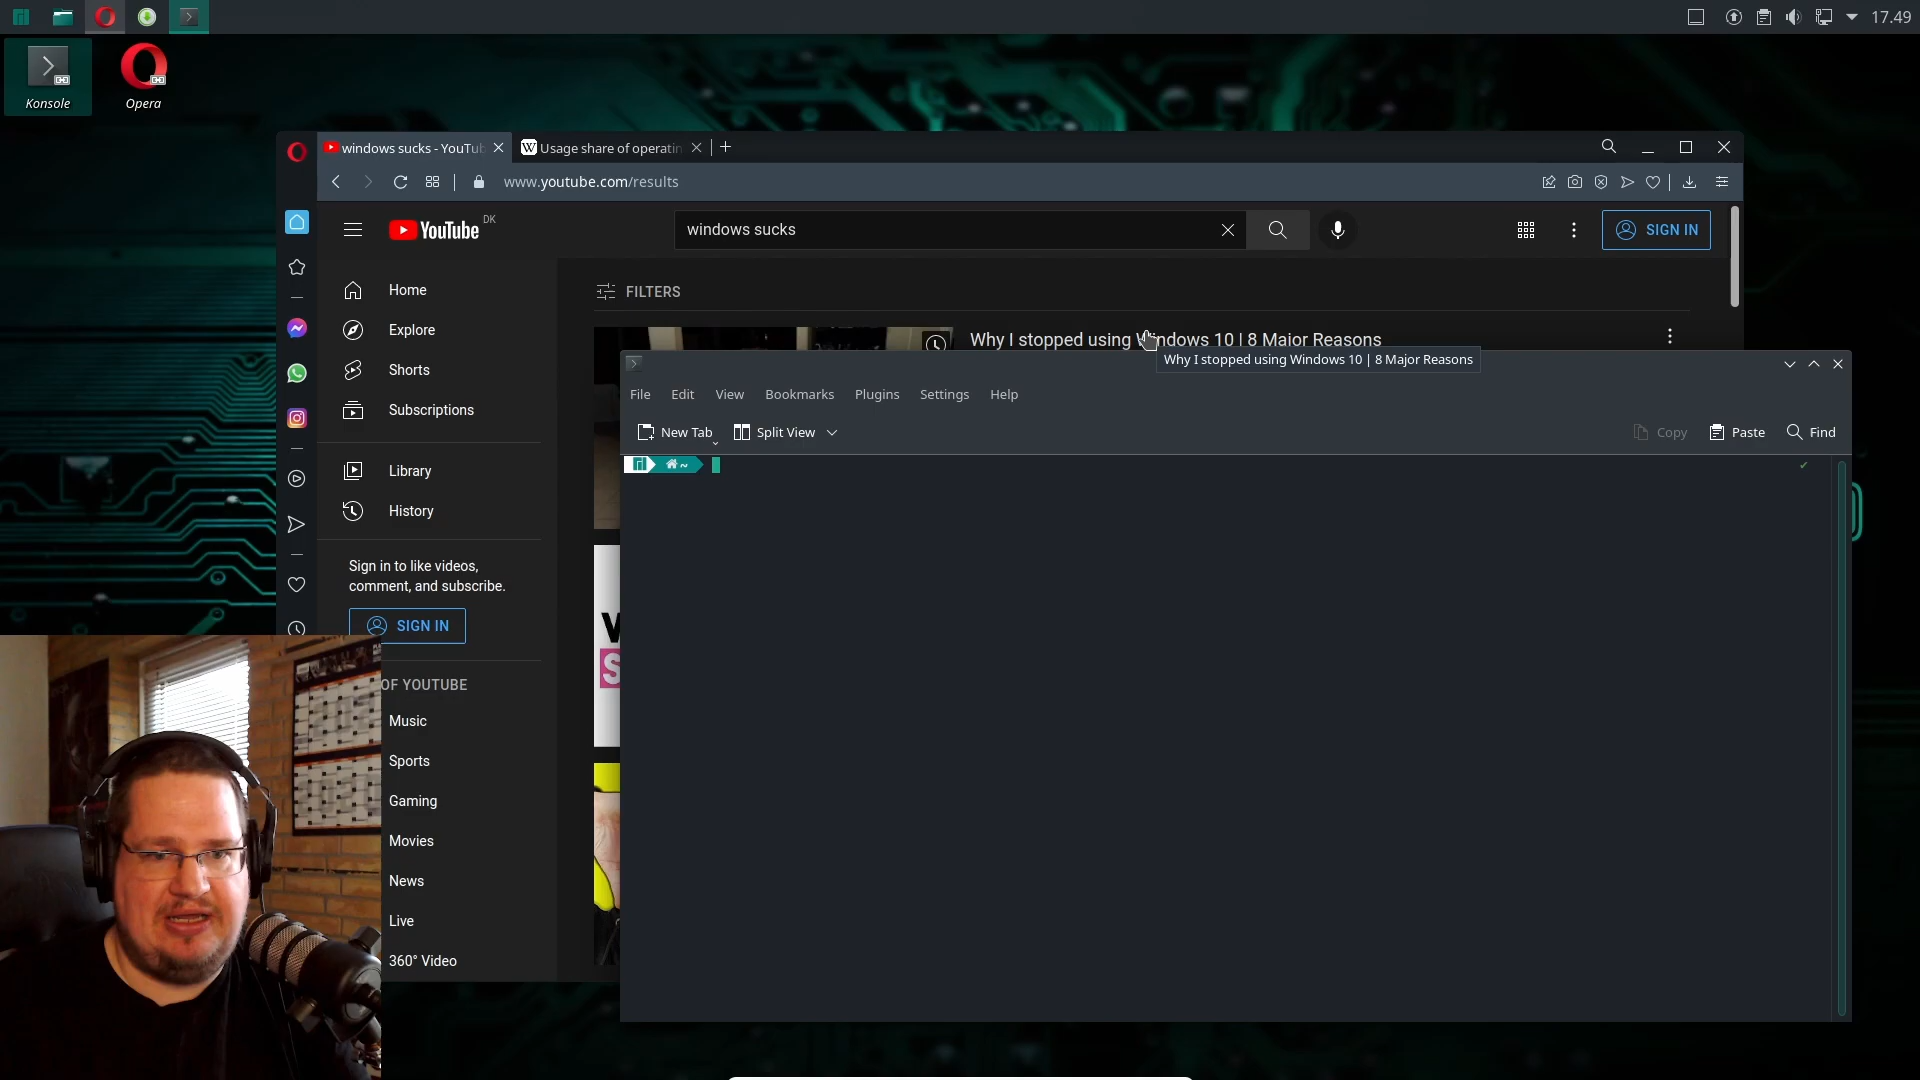 17.49
Konsole
Opera
windows sucks - YouTub
Usage share of operatin
www.youtube.com/results
YouTube
DK
windows sucks
SIGN IN
Home
Explore
Shorts
Subscriptions
Library
History
Sign in to like videos,
comment, and subscribe.
SIGN IN
OF YOUTUBE
Music
Sports
Gaming
Movies
News
Live
360° Video
FILTERS
Why I stopped using Windows 10 | 8 Major Reasons
Why I stopped using Windows 10 | 8 Major Reasons
File Edit View Bookmarks Plugins Settings Help
New Tab Split View Copy Paste Find
~